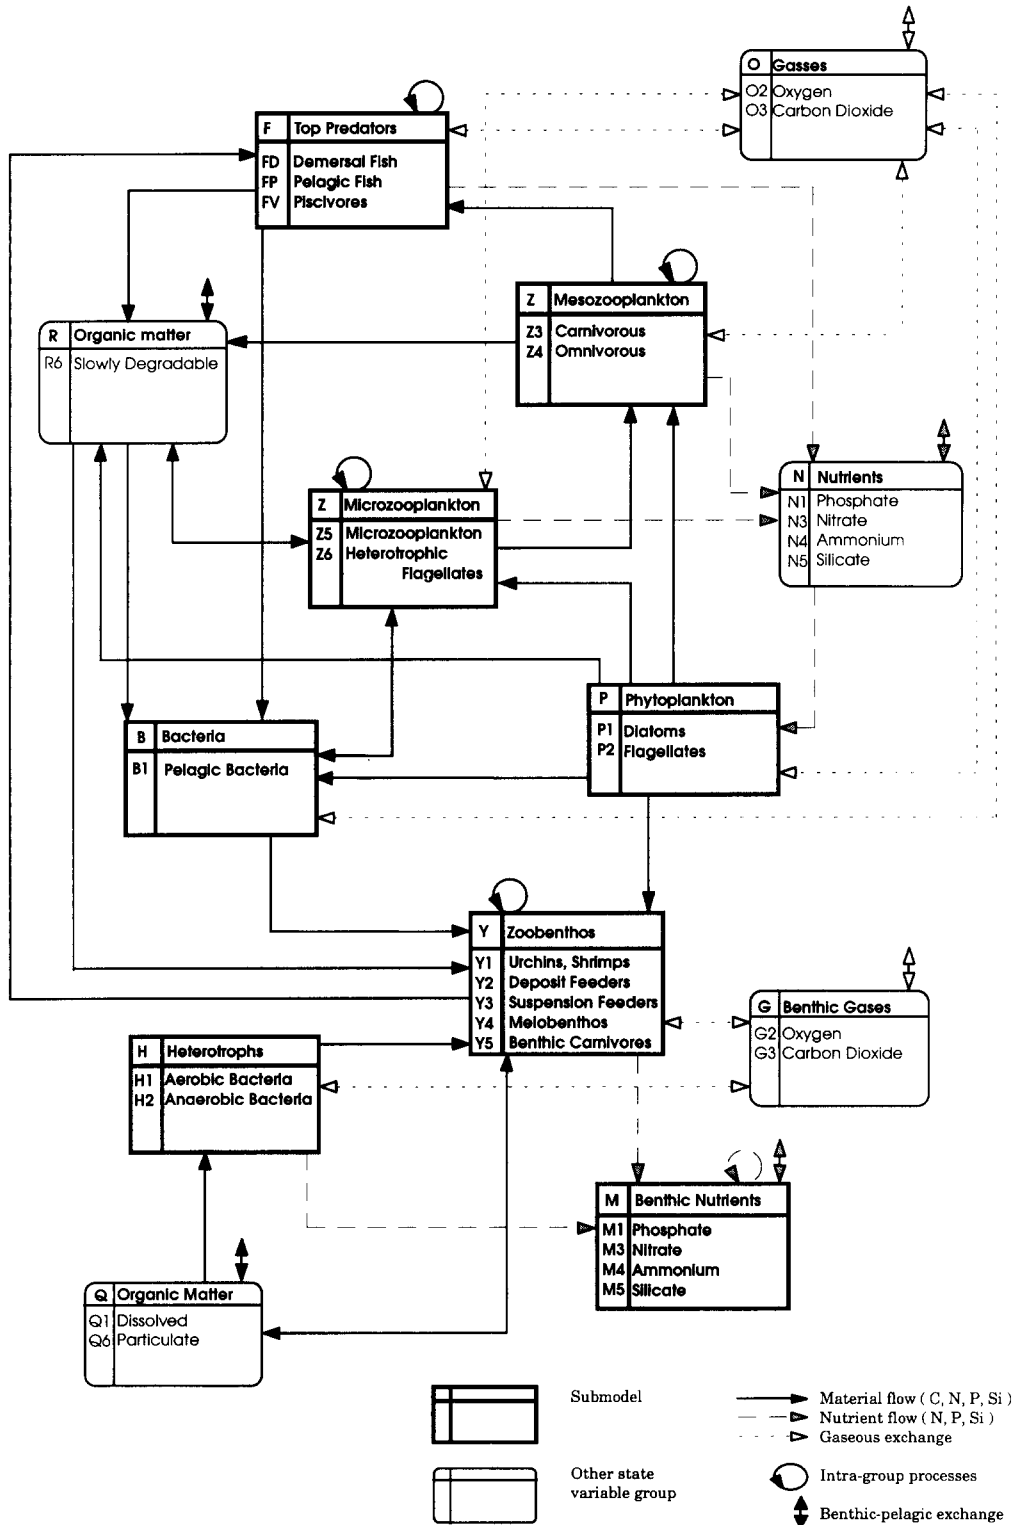 O Gasses
O2 Oxygen
O3 Carbon Dioxide
F Top Predators
FD Demersal Fish
FP Pelagic Fish
FV Piscivores
Z Mesozooplankton
Z3 Carnivorous
Z4 Omnivorous
R Organic matter
R6 Slowly Degradable
N Nutrients
N1 Phosphate
N3 Nitrate
N4 Ammonium
N5 Silicate
Z Microzooplankton
Z5 Microzooplankton
Z6 Heterotrophic
Flagellates
P Phytoplankton
P1 Diatoms
P2 Flagellates
B Bacteria
B1 Pelagic Bacteria
Y Zoobenthos
Y1 Urchins, Shrimps
Y2 Deposit Feeders
Y3 Suspension Feeders
Y4 Meiobenthos
Y5 Benthic Carnivores
G Benthic Gases
G2 Oxygen
G3 Carbon Dioxide
H Heterotrophs
H1 Aerobic Bacteria
H2 Anaerobic Bacteria
M Benthic Nutrients
M1 Phosphate
M3 Nitrate
M4 Ammonium
M5 Silicate
Q Organic Matter
Q1 Dissolved
Q6 Particulate
Submodel
Other state
variable group
Material flow ( C, N, P, Si )
Nutrient flow ( N, P, Si )
Gaseous exchange
Intra-group processes
Benthic-pelagic exchange